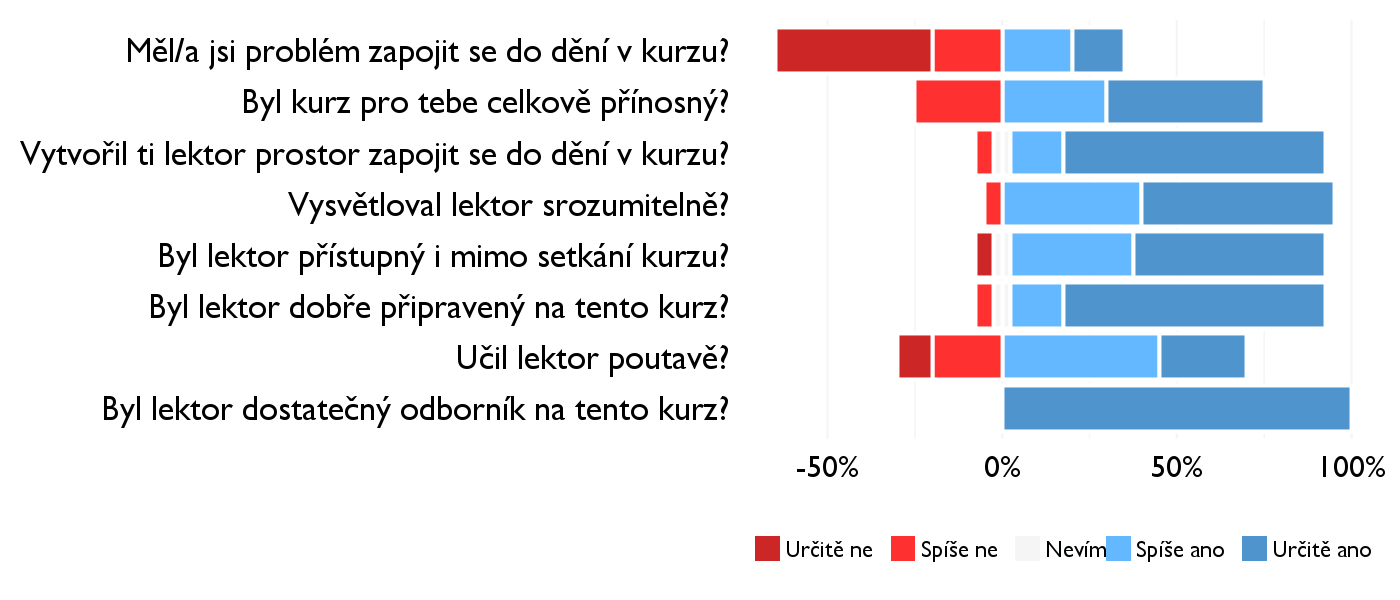 Měl/a jsi problém zapojit se do dění v kurzu?
Byl kurz pro tebe celkově přínosný?
Vytvořil ti lektor prostor zapojit se do dění v kurzu?
Vysvětloval lektor srozumitelně?
Byl lektor přístupný i mimo setkání kurzu?
Byl lektor dobře připravený na tento kurz?
Učil lektor poutavě?
Byl lektor dostatečný odborník na tento kurz?
-50% 0% 50% 100%
Určitě ne Spíše ne Nevím Spíše ano Určitě ano